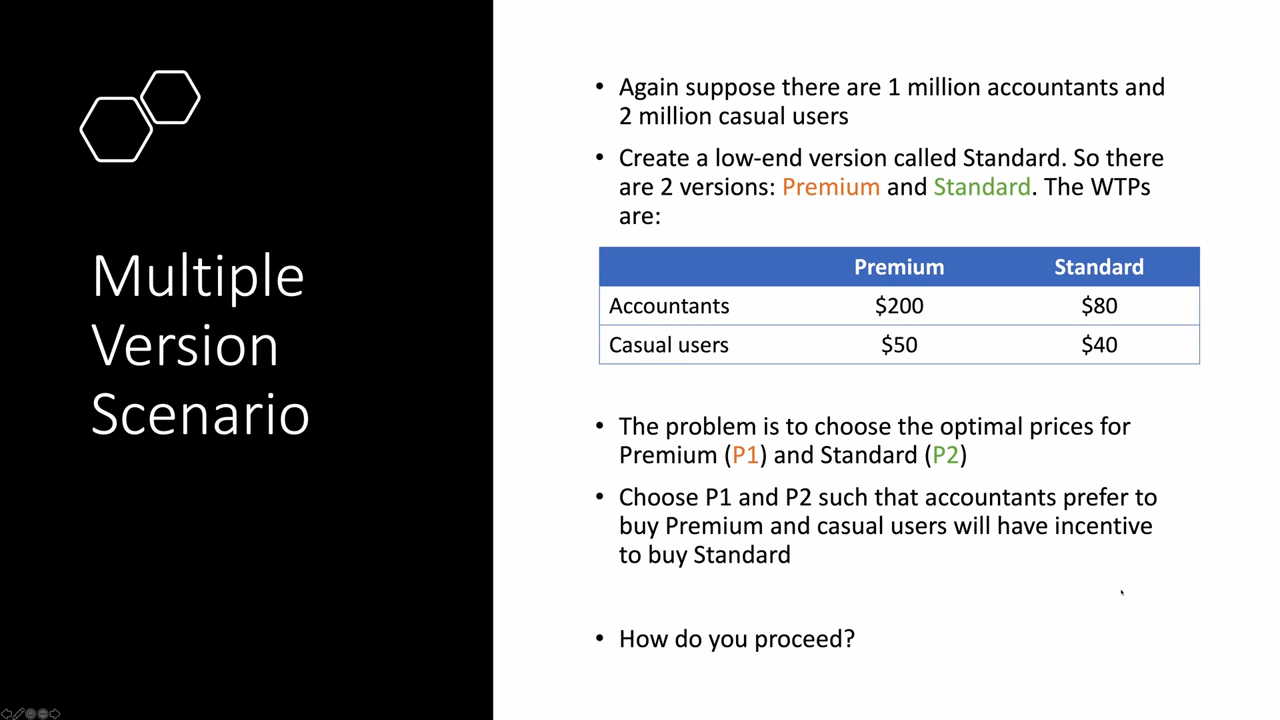 Multiple
Version
Scenario
• Again suppose there are 1 million accountants and
2 million casual users
• Create a low-end version called Standard. So there
are 2 versions: Premium and Standard. The WTPs
are:
Premium Standard
Accountants $200 $80
Casual users $50 $40
• The problem is to choose the optimal prices for
Premium (P1) and Standard (P2)
• Choose P1 and P2 such that accountants prefer to
buy Premium and casual users will have incentive
to buy Standard
• How do you proceed?